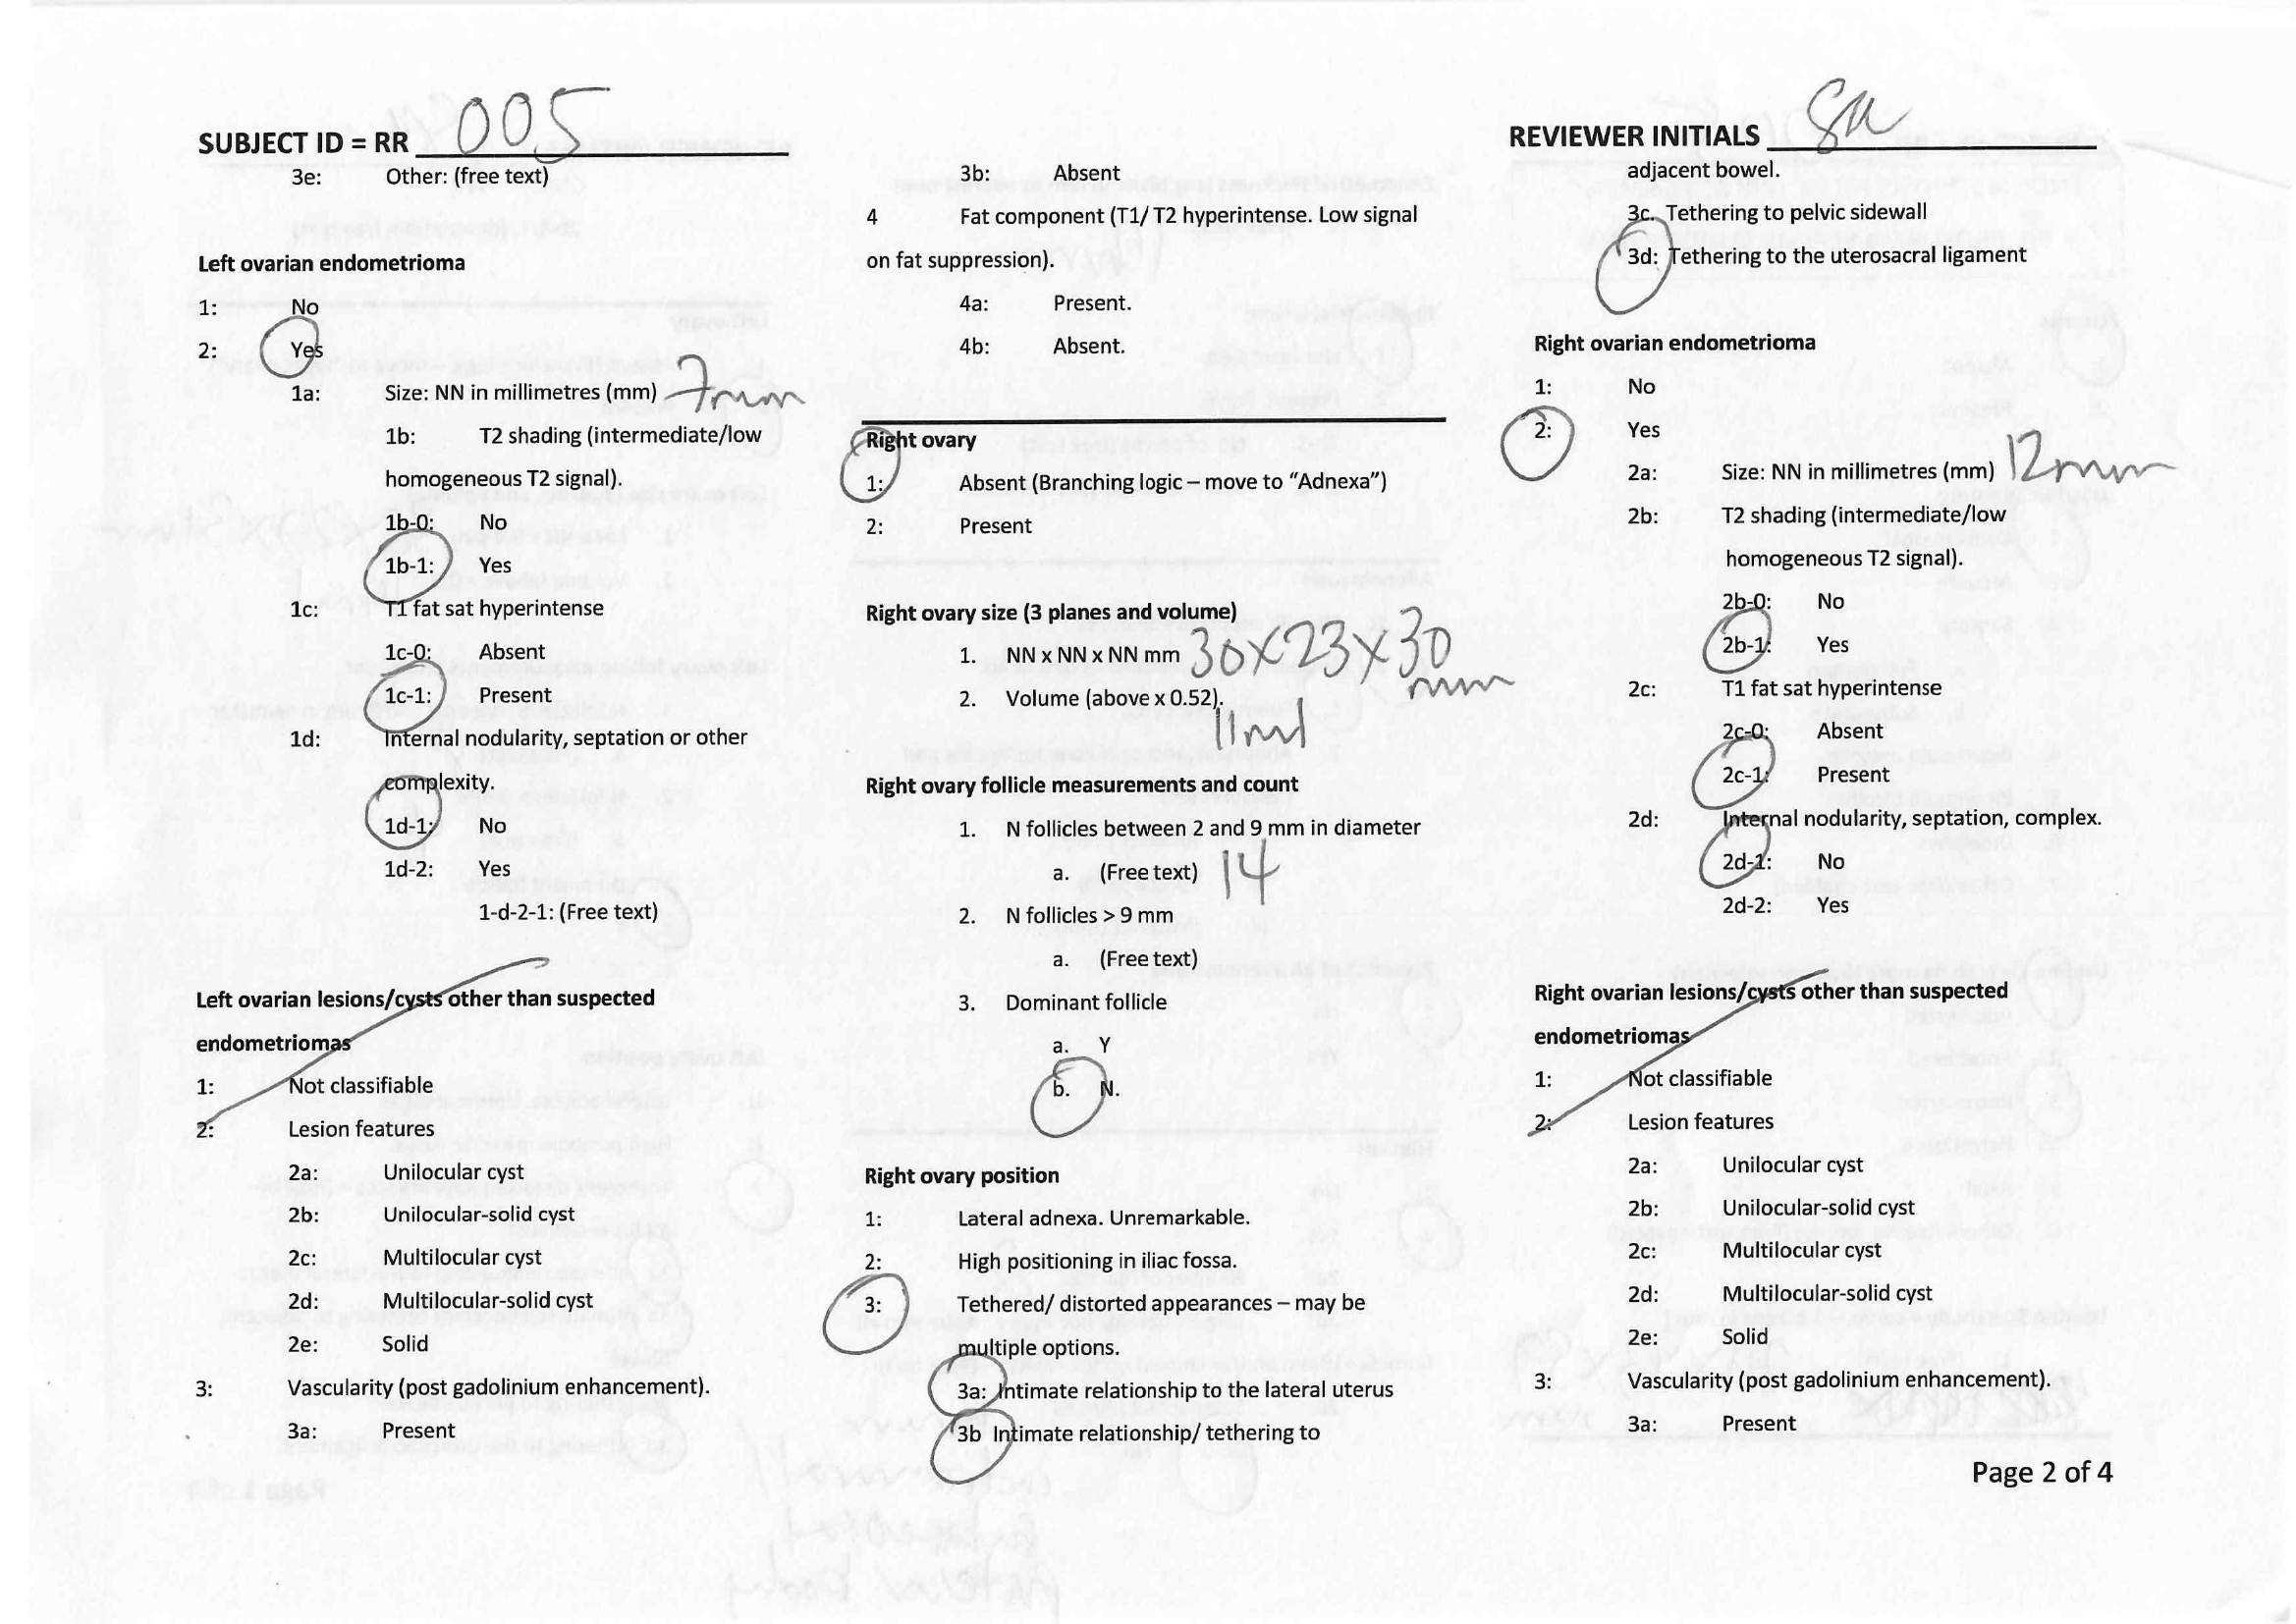 SUBJECT ID = RR 005
3e: Other: (free text)
Left ovarian endometrioma
1: No
2: Yes
1a: Size: NN in millimetres (mm) 7mm
1b: T2 shading (intermediate/low
homogeneous T2 signal).
1b-0: No
1b-1: Yes
1c: T1 fat sat hyperintense
1c-0: Absent
1c-1: Present
1d: Internal nodularity, septation or other
complexity.
1d-1: No
1d-2: Yes
1-d-2-1: (Free text)
Left ovarian lesions/cysts other than suspected
endometriomas
1: Not classifiable
2: Lesion features
2a: Unilocular cyst
2b: Unilocular-solid cyst
2c: Multilocular cyst
2d: Multilocular-solid cyst
2e: Solid
3: Vascularity (post gadolinium enhancement).
3a: Present
3b: Absent
4 Fat component (T1/ T2 hyperintense. Low signal
on fat suppression).
4a: Present.
4b: Absent.
Right ovary
1: Absent (Branching logic – move to “Adnexa”)
2: Present
Right ovary size (3 planes and volume)
1. NN x NN x NN mm 30x23x30
mm
2. Volume (above x 0.52).
11ml
Right ovary follicle measurements and count
1. N follicles between 2 and 9 mm in diameter
a. (Free text) 14
2. N follicles > 9 mm
a. (Free text)
3. Dominant follicle
a. Y
b. N.
Right ovary position
1: Lateral adnexa. Unremarkable.
2: High positioning in iliac fossa.
3: Tethered/ distorted appearances – may be
multiple options.
3a: Intimate relationship to the lateral uterus
3b Intimate relationship/ tethering to
REVIEWER INITIALS
adjacent bowel.
3c. Tethering to pelvic sidewall
3d: Tethering to the uterosacral ligament
Right ovarian endometrioma
1: No
2: Yes
2a: Size: NN in millimetres (mm) 12mm
2b: T2 shading (intermediate/low
homogeneous T2 signal).
2b-0: No
2b-1: Yes
2c: T1 fat sat hyperintense
2c-0: Absent
2c-1: Present
2d: Internal nodularity, septation, complex.
2d-1: No
2d-2: Yes
Right ovarian lesions/cysts other than suspected
endometriomas
1: Not classifiable
2: Lesion features
2a: Unilocular cyst
2b: Unilocular-solid cyst
2c: Multilocular cyst
2d: Multilocular-solid cyst
2e: Solid
3: Vascularity (post gadolinium enhancement).
3a: Present
Page 2 of 4